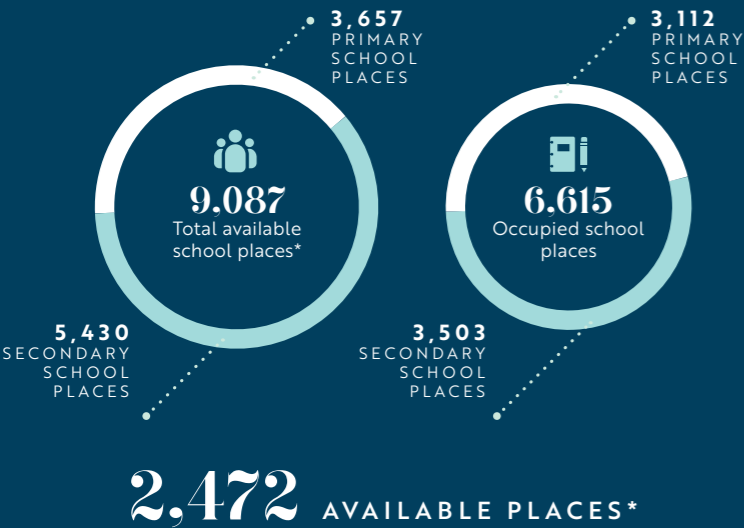 3,657
PRIMARY
SCHOOL
PLACES
9,087
Total available
school places*
5,430
SECONDARY
SCHOOL
PLACES
3,112
PRIMARY
SCHOOL
PLACES
6,615
Occupied school
places
3,503
SECONDARY
SCHOOL
PLACES
2,472 AVAILABLE PLACES*